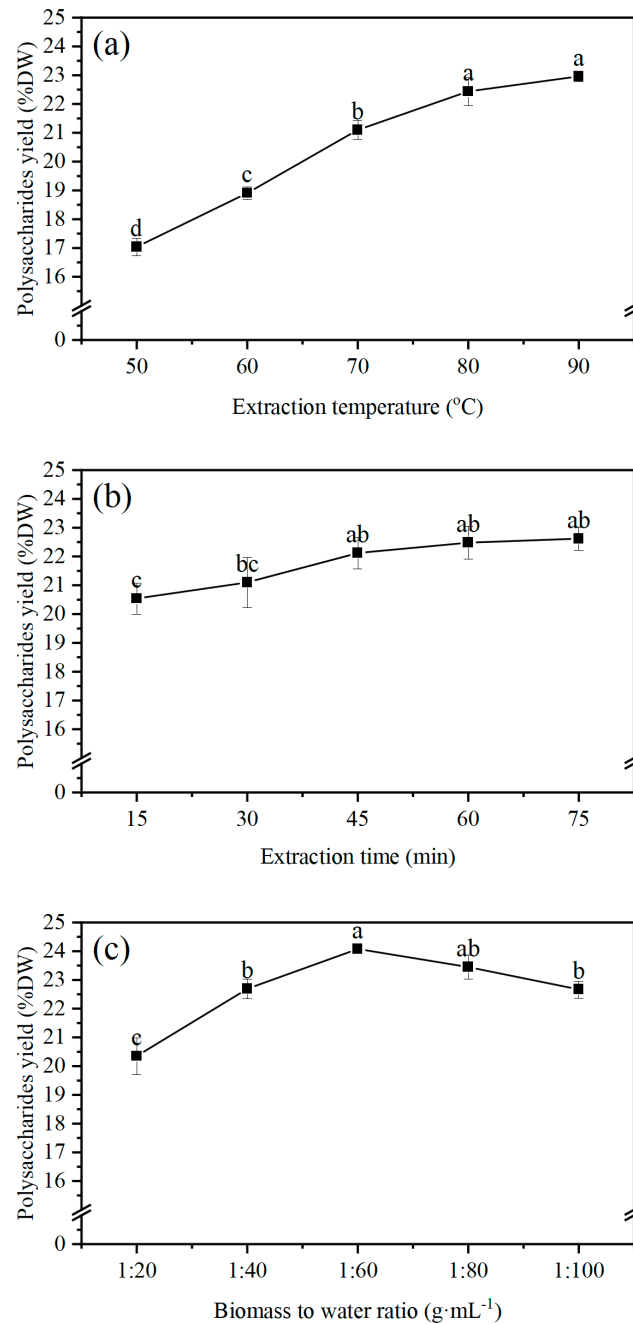 (a)
Polysaccharides yield (%DW)
25
24
23
22
21
20
19
18
17
16
0
d
c
b
a
a
50 60 70 80 90
Extraction temperature (°C)
(b)
Polysaccharides yield (%DW)
25
24
23
22
21
20
19
18
17
16
0
c
bc
ab
ab
ab
15 30 45 60 75
Extraction time (min)
(c)
Polysaccharides yield (%DW)
25
24
23
22
21
20
19
18
17
16
0
c
b
a
ab
b
1:20 1:40 1:60 1:80 1:100
Biomass to water ratio (g·mL⁻¹)